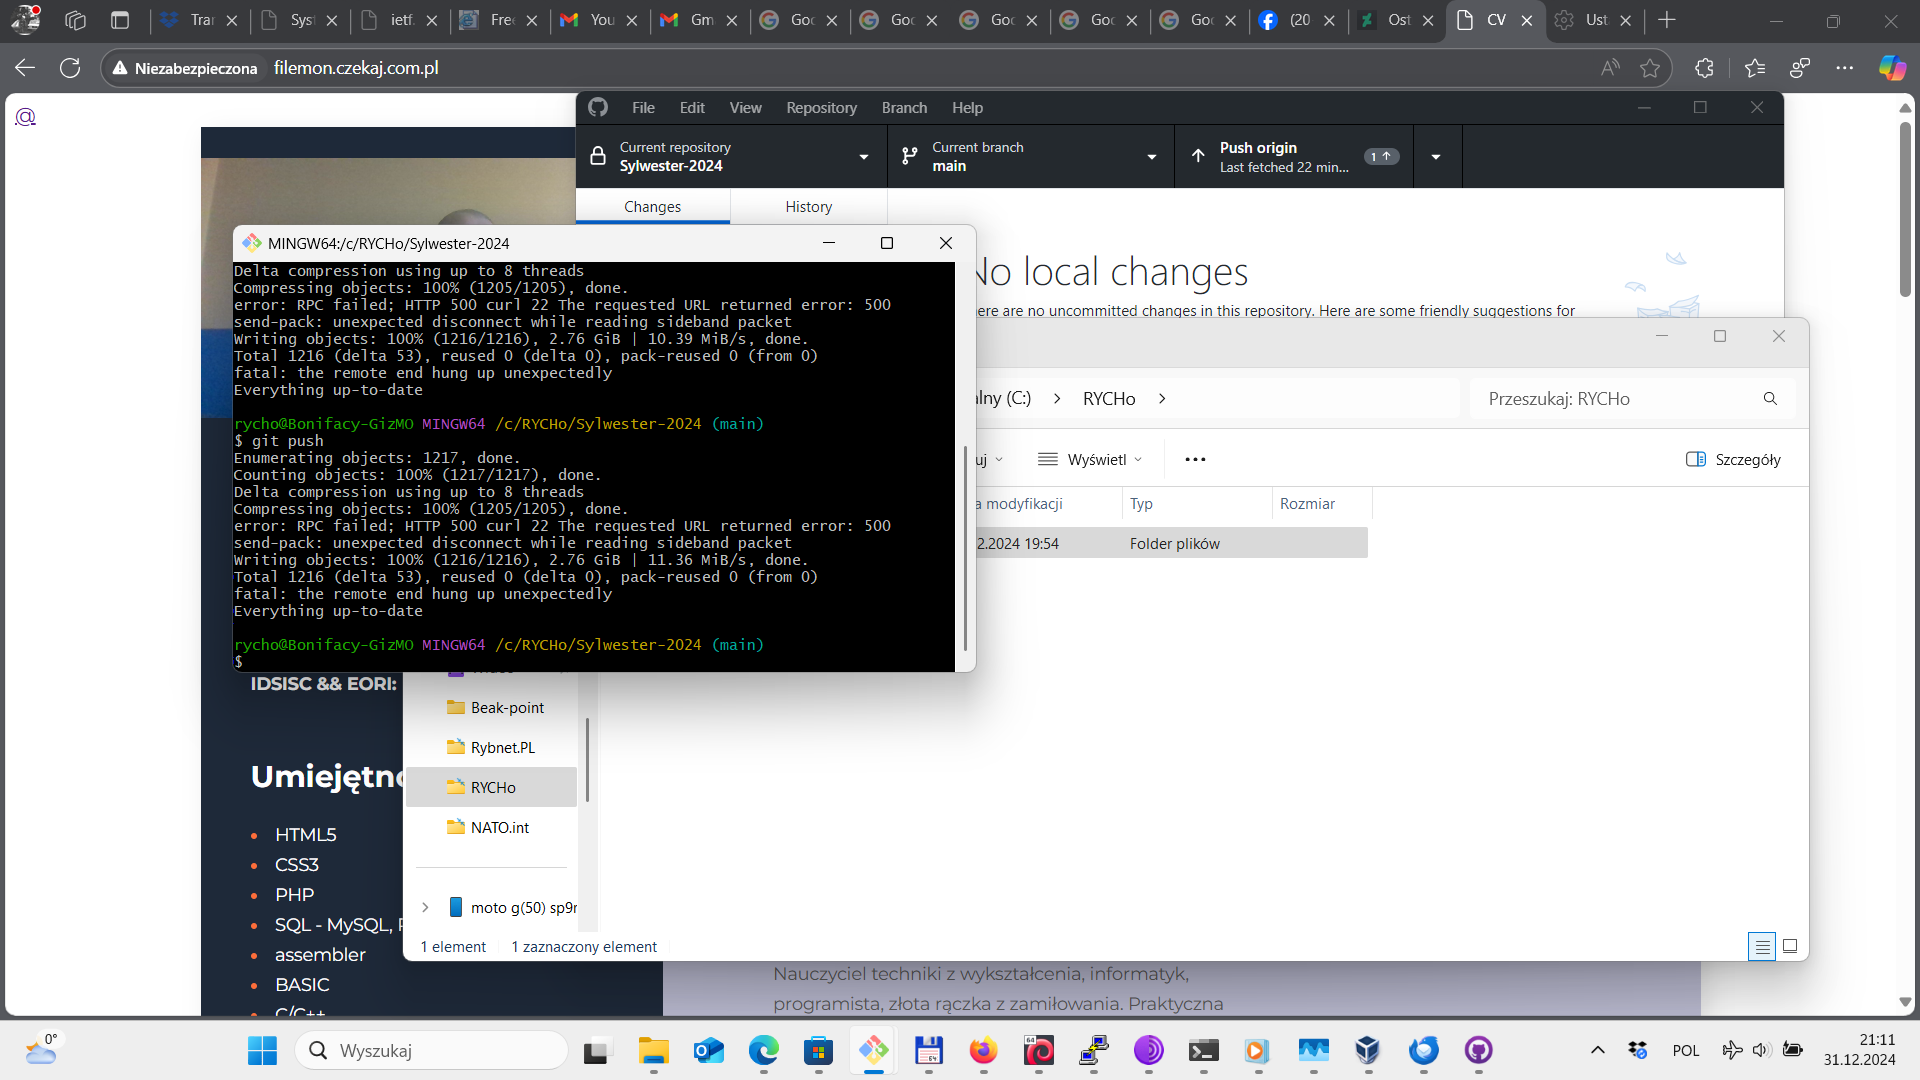 Tran
Syst
ietf.
Free
You
Gm
Goo
Goo
Goo
Goo
Goo
(20
Ost
CV
Ust
Niezabezpieczona
filemon.czekaj.com.pl
@
File Edit View Repository Branch Help
Current repository
Sylwester-2024
Current branch
main
Push origin
Last fetched 22 min...
1
Changes
History
No local changes
ere are no uncommitted changes in this repository. Here are some friendly suggestions for
MINGW64:/c/RYCHo/Sylwester-2024
Delta compression using up to 8 threads
Compressing objects: 100% (1205/1205), done.
error: RPC failed; HTTP 500 curl 22 The requested URL returned error: 500
send-pack: unexpected disconnect while reading sideband packet
Writing objects: 100% (1216/1216), 2.76 GiB | 10.39 MiB/s, done.
Total 1216 (delta 53), reused 0 (delta 0), pack-reused 0 (from 0)
fatal: the remote end hung up unexpectedly
Everything up-to-date
rycho@Bonifacy-GizMO MINGW64 /c/RYCHo/Sylwester-2024 (main)
$ git push
Enumerating objects: 1217, done.
Counting objects: 100% (1217/1217), done.
Delta compression using up to 8 threads
Compressing objects: 100% (1205/1205), done.
error: RPC failed; HTTP 500 curl 22 The requested URL returned error: 500
send-pack: unexpected disconnect while reading sideband packet
Writing objects: 100% (1216/1216), 2.76 GiB | 11.36 MiB/s, done.
Total 1216 (delta 53), reused 0 (delta 0), pack-reused 0 (from 0)
fatal: the remote end hung up unexpectedly
Everything up-to-date
rycho@Bonifacy-GizMO MINGW64 /c/RYCHo/Sylwester-2024 (main)
$
alny (C:) > RYCHo >
Przeszukaj: RYCHo
uj
Wyświetl
Szczegóły
a modyfikacji
Typ
Rozmiar
2.2024 19:54
Folder plików
Beak-point
Rybnet.PL
RYCHo
NATO.int
moto g(50) sp9r
1 element
1 zaznaczony element
IDSISC && EORI:
Umiejętno
HTML5
CSS3
PHP
SQL - MySQL, P
assembler
BASIC
C/C++
Nauczyciel techniki z wykształcenia, informatyk,
programista, złota rączka z zamiłowania. Praktyczna
0°
Wyszukaj
64
64
POL
21:11
31.12.2024